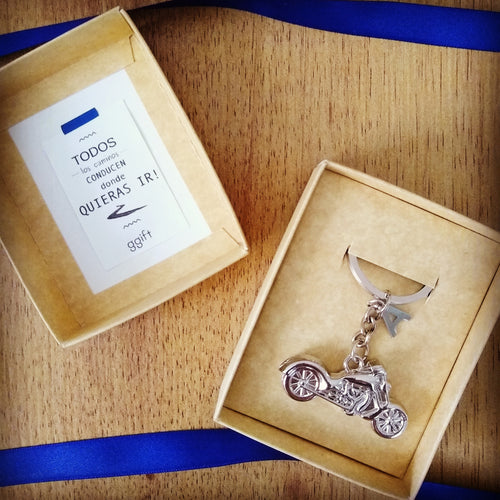 TODOS
los caminos
CONDUCEN
donde
QUIERAS IR!
ggift
A